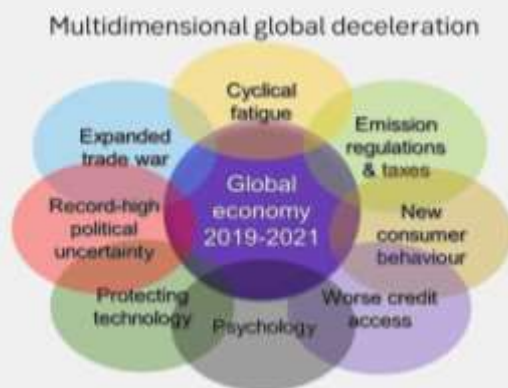 Multidimensional global deceleration
Cyclical
fatigue
Expanded
trade war
Emission
regulations
& taxes
Global
economy
2019-2021
Record-high
political
uncertainty
New
consumer
behaviour
Protecting
technology
Psychology
Worse credit
access